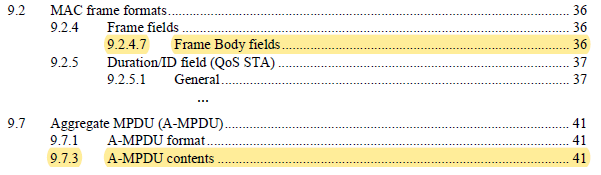 9.2 MAC frame formats........................................................................................................ 36
9.2.4 Frame fields.................................................................................................... 36
9.2.4.7 Frame Body fields............................................................................ 36
9.2.5 Duration/ID field (QoS STA) ........................................................................ 37
9.2.5.1 General............................................................................................. 37
...
9.7 Aggregate MPDU (A-MPDU)........................................................................................ 41
9.7.1 A-MPDU format............................................................................................ 41
9.7.3 A-MPDU contents ......................................................................................... 41